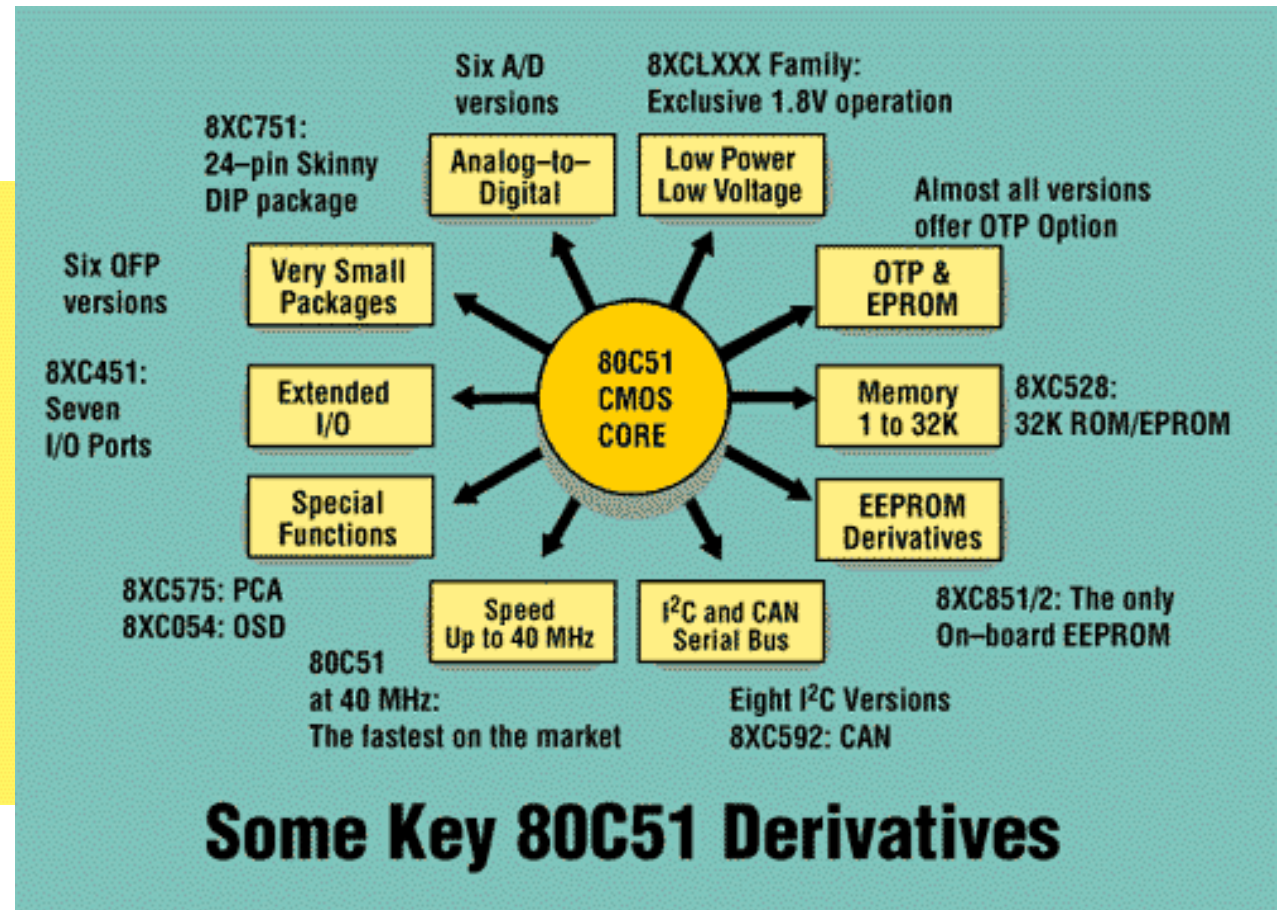 Six A/D
versions
8XCLXXX Family:
Exclusive 1.8V operation
8XC751:
24–pin Skinny
DIP package
Analog–to–
Digital
Low Power
Low Voltage
Almost all versions
offer OTP Option
Six QFP
versions
Very Small
Packages
OTP &
EPROM
80C51
CMOS
CORE
8XC451:
Seven
I/O Ports
Extended
I/O
Memory
1 to 32K
8XC528:
32K ROM/EPROM
Special
Functions
EEPROM
Derivatives
8XC575: PCA
8XC054: OSD
Speed
Up to 40 MHz
I²C and CAN
Serial Bus
8XC851/2: The only
On–board EEPROM
80C51
at 40 MHz:
The fastest on the market
Eight I²C Versions
8XC592: CAN
Some Key 80C51 Derivatives